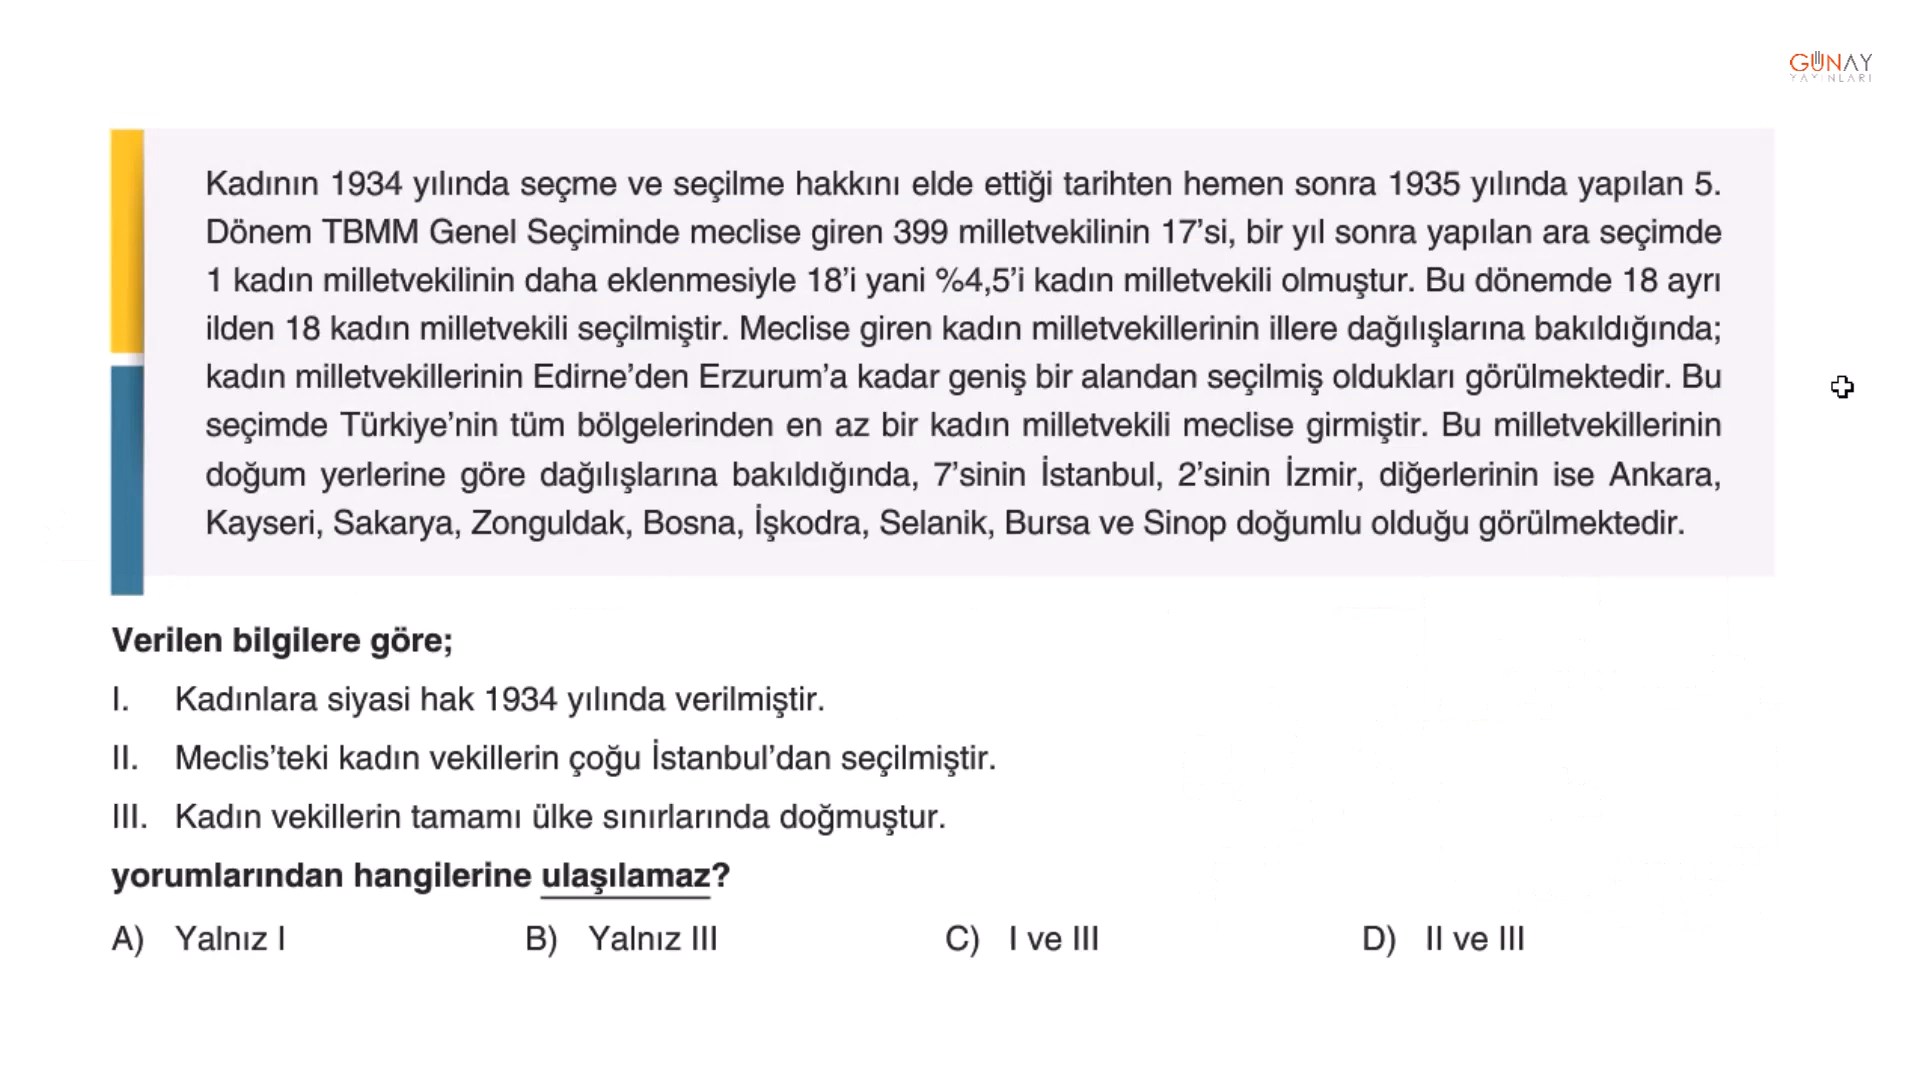 GÜNAY
YAYINLARI
Kadının 1934 yılında seçme ve seçilme hakkını elde ettiği tarihten hemen sonra 1935 yılında yapılan 5.
Dönem TBMM Genel Seçiminde meclise giren 399 milletvekilinin 17’si, bir yıl sonra yapılan ara seçimde
1 kadın milletvekilinin daha eklenmesiyle 18’i yani %4,5’i kadın milletvekili olmuştur. Bu dönemde 18 ayrı
ilden 18 kadın milletvekili seçilmiştir. Meclise giren kadın milletvekillerinin illere dağılışlarına bakıldığında;
kadın milletvekillerinin Edirne’den Erzurum’a kadar geniş bir alandan seçilmiş oldukları görülmektedir. Bu
seçimde Türkiye’nin tüm bölgelerinden en az bir kadın milletvekili meclise girmiştir. Bu milletvekillerinin
doğum yerlerine göre dağılışlarına bakıldığında, 7’sinin İstanbul, 2’sinin İzmir, diğerlerinin ise Ankara,
Kayseri, Sakarya, Zonguldak, Bosna, İşkodra, Selanik, Bursa ve Sinop doğumlu olduğu görülmektedir.
Verilen bilgilere göre;
I. Kadınlara siyasi hak 1934 yılında verilmiştir.
II. Meclis’teki kadın vekillerin çoğu İstanbul’dan seçilmiştir.
III. Kadın vekillerin tamamı ülke sınırlarında doğmuştur.
yorumlarından hangilerine ulaşılamaz?
A) Yalnız I B) Yalnız III C) I ve III D) II ve III